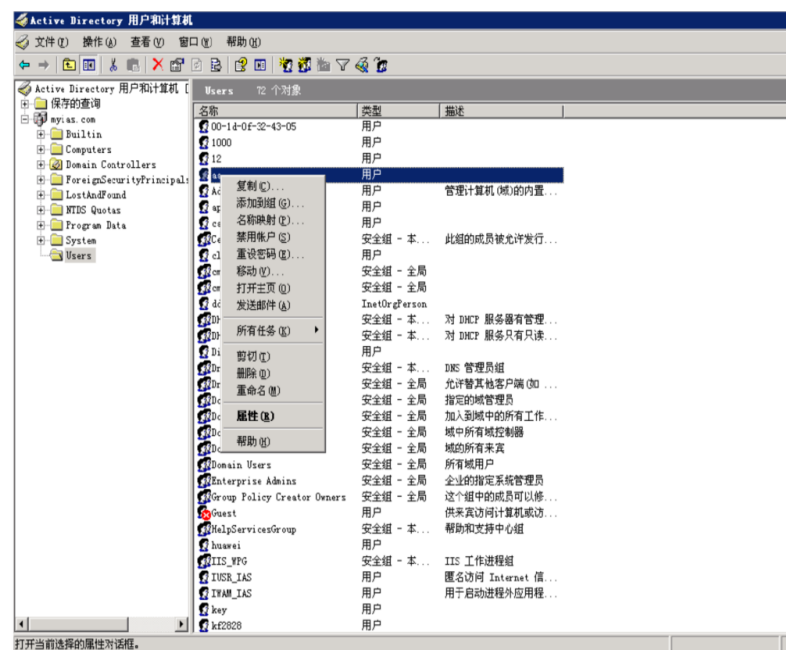 Active Directory 用户和计算机
文件(F) 操作(A) 查看(V) 窗口(W) 帮助(H)
Active Directory 用户和计算机 [
保存的查询
myias.com
Builtin
Computers
Domain Controllers
ForeignSecurityPrincipals
LostAndFound
NTDS Quotas
Program Data
System
Users
Users 72 个对象
名称 类型 描述
00-1d-0f-32-43-05 用户
1000 用户
12 用户
用户
用户 管理计算机(域)的内置...
用户
用户
安全组 - 本... 此组的成员被允许发行...
用户
安全组 - 全局
安全组 - 全局
InetOrgPerson
安全组 - 本... 对 DHCP 服务器有管理...
安全组 - 本... 对 DHCP 服务只有只读...
用户
安全组 - 本... DNS 管理员组
安全组 - 全局 允许替其他客户端(如 ...
安全组 - 全局 指定的域管理员
安全组 - 全局 加入到域中的所有工作...
安全组 - 全局 域中所有域控制器
安全组 - 全局 域的所有来宾
Domain Users 安全组 - 全局 所有域用户
Enterprise Admins 安全组 - 全局 企业的指定系统管理员
Group Policy Creator Owners 安全组 - 全局 这个组中的成员可以修...
Guest 用户 供来宾访问计算机或访...
HelpServicesGroup 安全组 - 本... 帮助和支持中心组
huawei 用户
IIS_WPG 安全组 - 本... IIS 工作进程组
IUSR_IAS 用户 匿名访问 Internet 信...
IWAM_IAS 用户 用于启动进程外应用程...
key 用户
kf2828 用户
复制(C)...
添加到组(G)...
名称映射(P)...
禁用帐户(S)
重设密码(E)...
移动(V)...
打开主页(O)
发送邮件(A)
所有任务(K)
剪切(T)
删除(D)
重命名(M)
属性(R)
帮助(H)
打开当前选择的属性对话框。